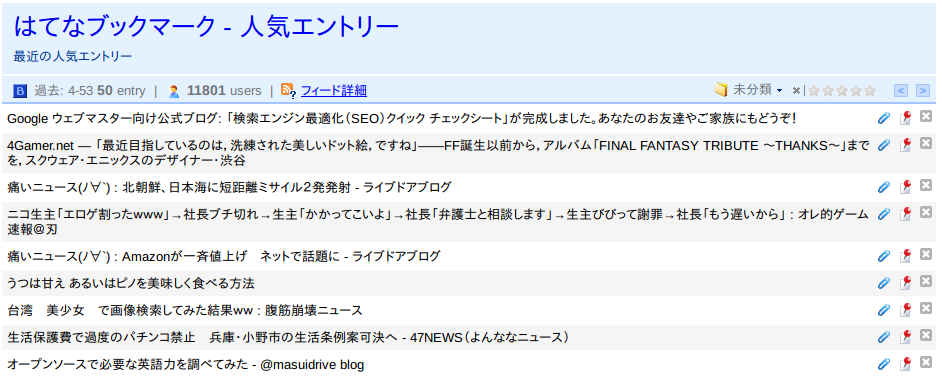 はてなブックマーク - 人気エントリー
最近の人気エントリー
B 過去: 4-53 50 entry | 11801 users | フィード詳細 未分類
Google ウェブマスター向け公式ブログ: 「検索エンジン最適化（SEO）クイック チェックシート」が完成しました。あなたのお友達やご家族にもどうぞ！
4Gamer.net ― 「最近目指しているのは，洗練された美しいドット絵，ですね」――FF誕生以前から，アルバム「FINAL FANTASY TRIBUTE ～THANKS～」まで
を，スクウェア・エニックスのデザイナー・渋谷
痛いニュース(ﾉ∀`) : 北朝鮮、日本海に短距離ミサイル２発発射 - ライブドアブログ
ニコ生主「エロゲ割ったwww」→社長ブチ切れ→生主「かかってこいよ」→社長「弁護士と相談します」→生主びびって謝罪→社長「もう遅いから」 : オレ的ゲーム
速報＠刃
痛いニュース(ﾉ∀`) : Amazonが一斉値上げ　ネットで話題に - ライブドアブログ
うつは甘え あるいはピノを美味しく食べる方法
台湾　美少女　で画像検索してみた結果ww : 腹筋崩壊ニュース
生活保護費で過度のパチンコ禁止　兵庫・小野市の生活条例案可決へ - 47NEWS（よんななニュース）
オープンソースで必要な英語力を調べてみた - @masuidrive blog